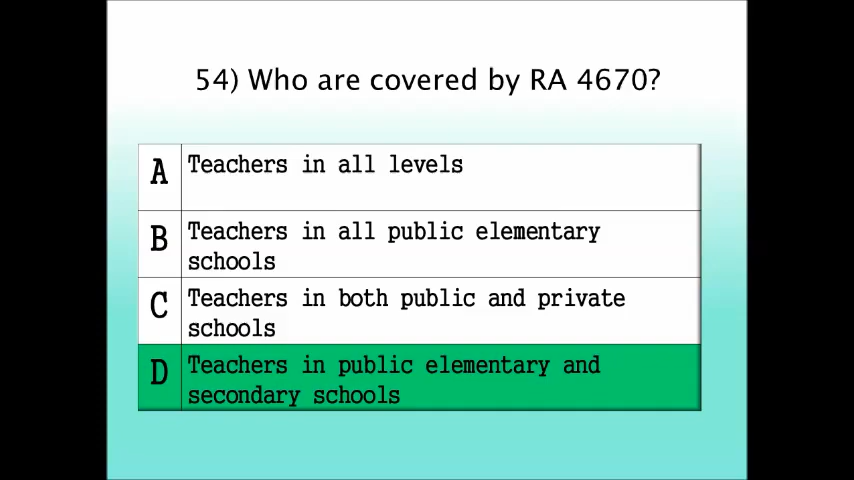 54) Who are covered by RA 4670?
A Teachers in all levels
B Teachers in all public elementary
schools
C Teachers in both public and private
schools
D Teachers in public elementary and
secondary schools